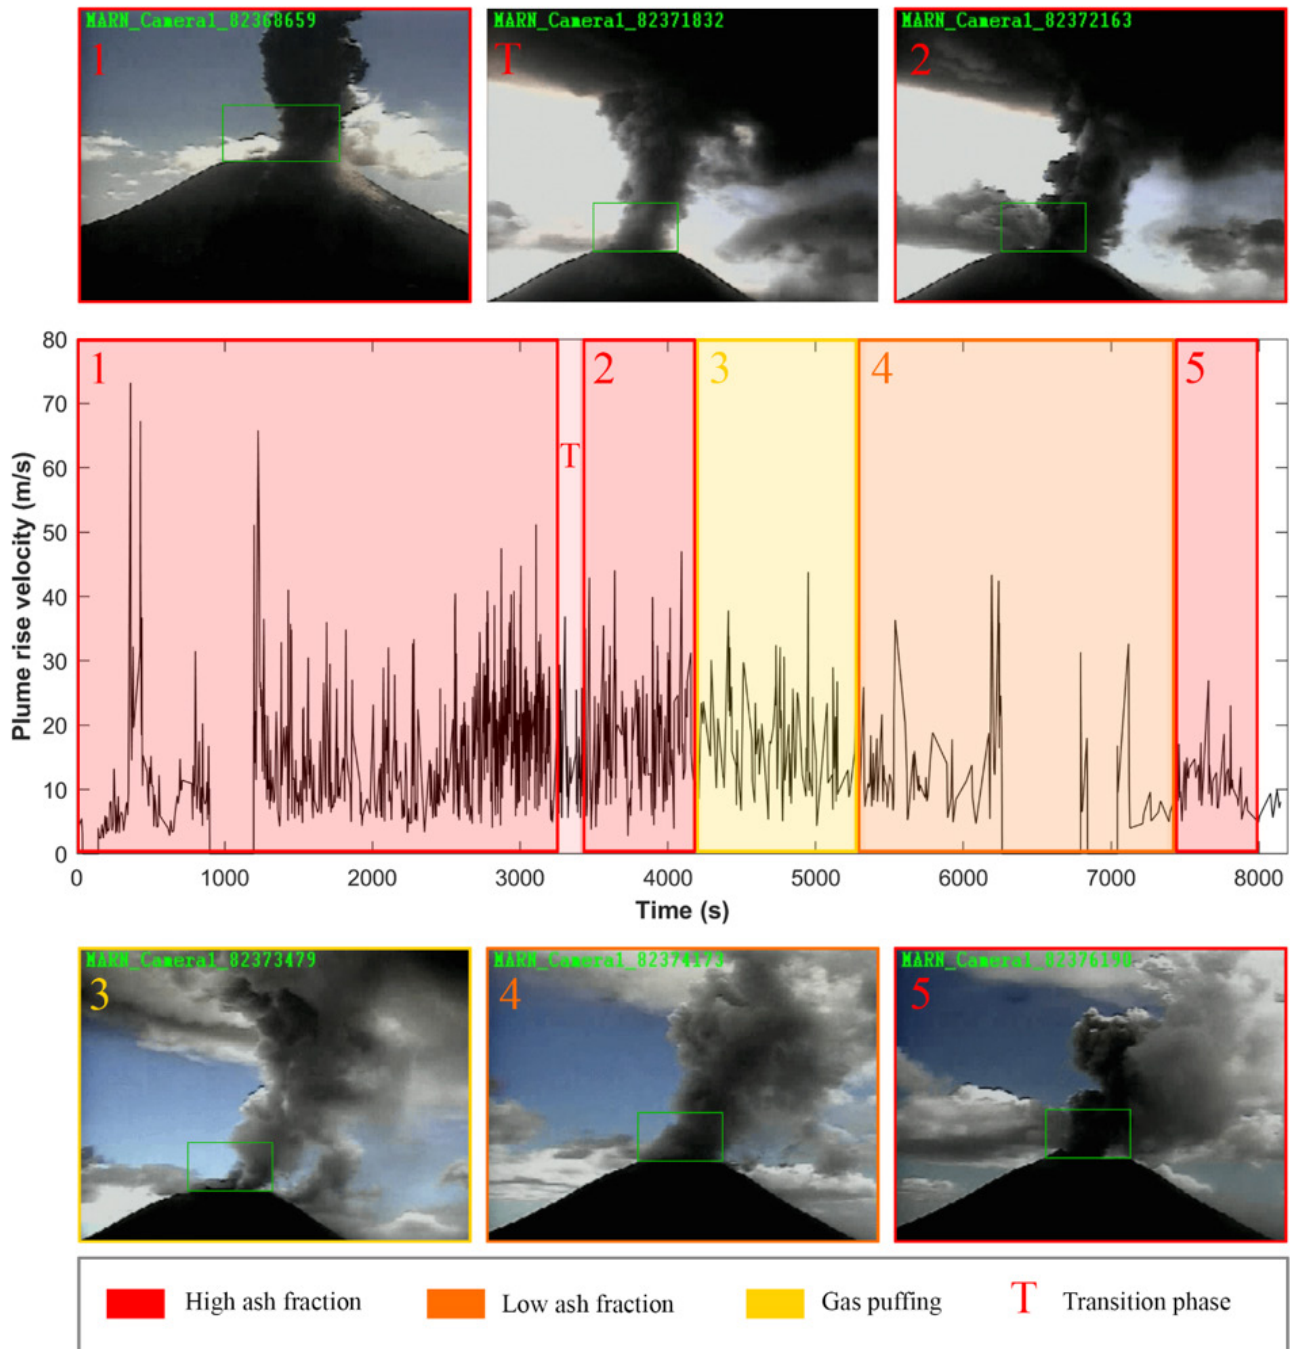 MARN_Camera1_82368659
1
MARN_Camera1_82371832
T
MARN_Camera1_82372163
2
80
70
60
50
40
30
20
10
0
Plume rise velocity (m/s)
1
T
2
3
4
5
0 1000 2000 3000 4000 5000 6000 7000 8000
Time (s)
MARN_Camera1_82373479
3
MARN_Camera1_82374173
4
MARN_Camera1_82376198
5
High ash fraction
Low ash fraction
Gas puffing
T Transition phase